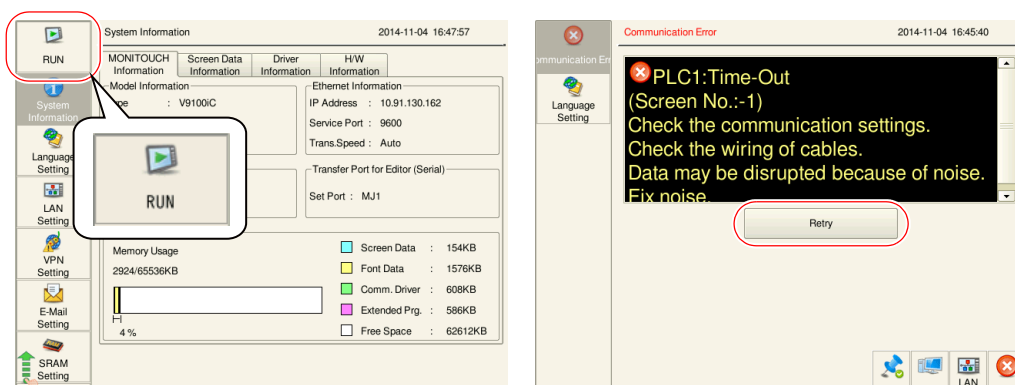 RUN
System Information 2014-11-04 16:47:57
MONITOUCH Information
Screen Data Information
Driver Information
H/W Information
System Information
Model Information
: V9100iC
Ethernet Information
IP Address : 10.91.130.162
Service Port : 9600
Trans.Speed : Auto
RUN
Language Setting
Transfer Port for Editor (Serial)
Set Port : MJ1
LAN Setting
VPN Setting
Memory Usage
2924/65536KB
4 %
Screen Data : 154KB
Font Data : 1576KB
Comm. Driver : 608KB
Extended Prg. : 586KB
Free Space : 62612KB
E-Mail Setting
SRAM Setting
Communication Error 2014-11-04 16:45:40
Language Setting
PLC1:Time-Out
(Screen No.:-1)
Check the communication settings.
Check the wiring of cables.
Data may be disrupted because of noise.
Fix noise.
Retry
LAN